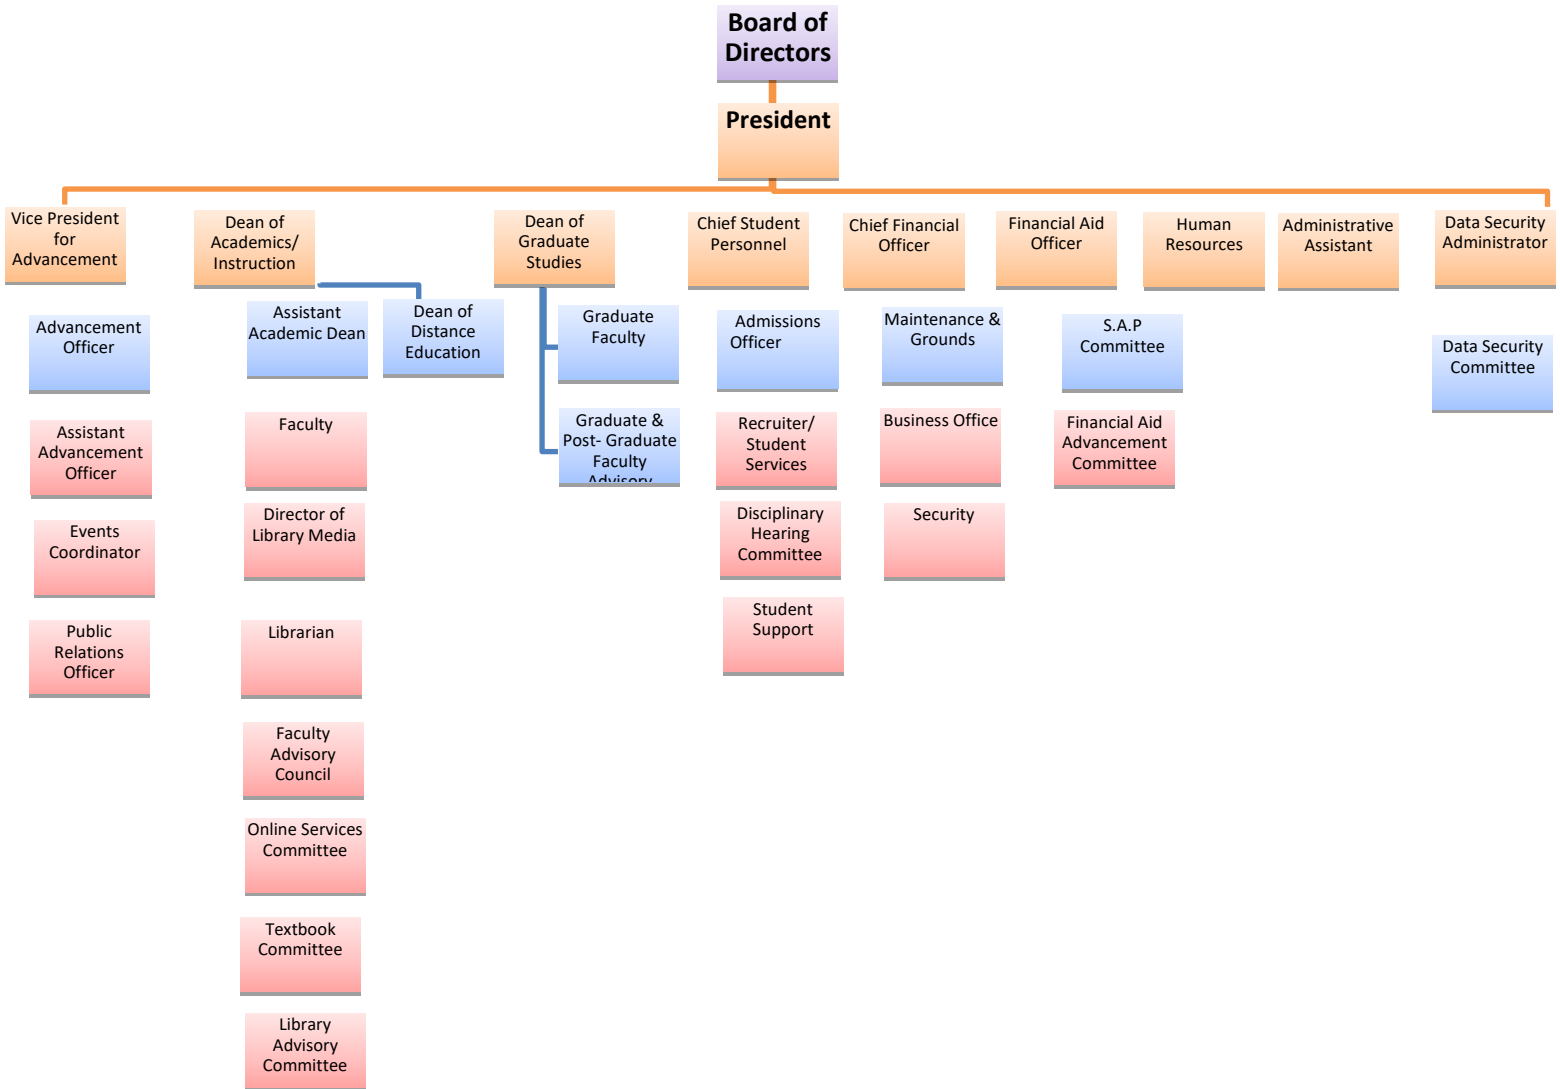 Board of
Directors
President
Vice President
for
Advancement
Dean of
Academics/
Instruction
Dean of
Graduate
Studies
Chief Student
Personnel
Chief Financial
Officer
Financial Aid
Officer
Human
Resources
Administrative
Assistant
Data Security
Administrator
Advancement
Officer
Assistant
Academic Dean
Dean of
Distance
Education
Graduate
Faculty
Admissions
Officer
Maintenance &
Grounds
S.A.P
Committee
Data Security
Committee
Assistant
Advancement
Officer
Faculty
Graduate &
Post- Graduate
Faculty
Advisory
Recruiter/
Student
Services
Business Office
Financial Aid
Advancement
Committee
Events
Coordinator
Director of
Library Media
Disciplinary
Hearing
Committee
Security
Public
Relations
Officer
Librarian
Student
Support
Faculty
Advisory
Council
Online Services
Committee
Textbook
Committee
Library
Advisory
Committee